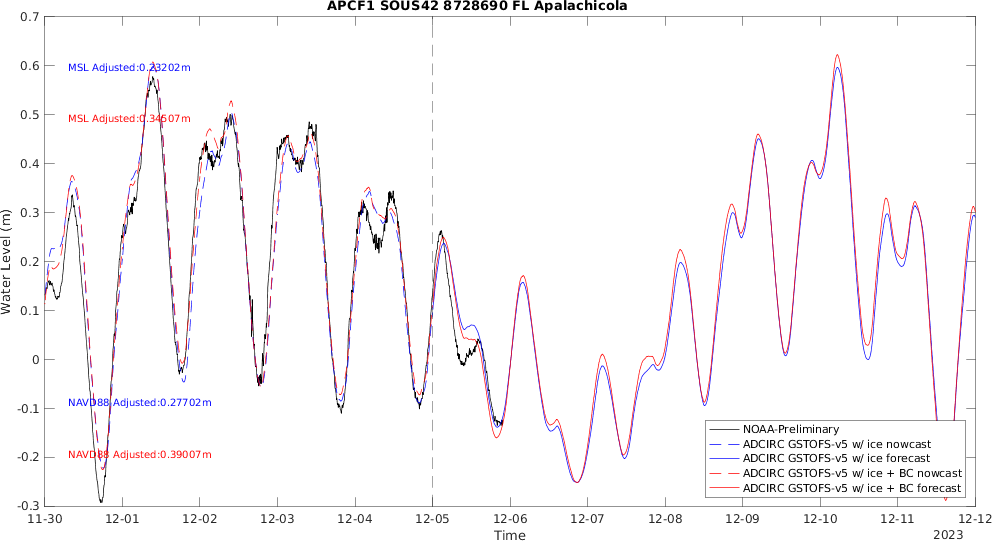 APCF1 SOUS42 8728690 FL Apalachicola
0.7
0.6
0.5
0.4
0.3
0.2
0.1
0
-0.1
-0.2
-0.3
Water Level (m)
MSL Adjusted:0.23202m
MSL Adjusted:0.34507m
NAVD88 Adjusted:0.27702m
NAVD88 Adjusted:0.39007m
NOAA-Preliminary
ADCIRC GSTOFS-v5 w/ ice nowcast
ADCIRC GSTOFS-v5 w/ ice forecast
ADCIRC GSTOFS-v5 w/ ice + BC nowcast
ADCIRC GSTOFS-v5 w/ ice + BC forecast
11-30 12-01 12-02 12-03 12-04 12-05 12-06 12-07 12-08 12-09 12-10 12-11 12-12
Time
2023